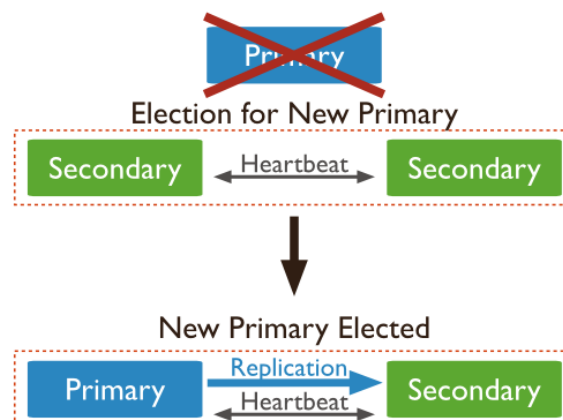 Primary
Election for New Primary
Secondary Heartbeat Secondary
New Primary Elected
Replication
Primary Secondary
Heartbeat